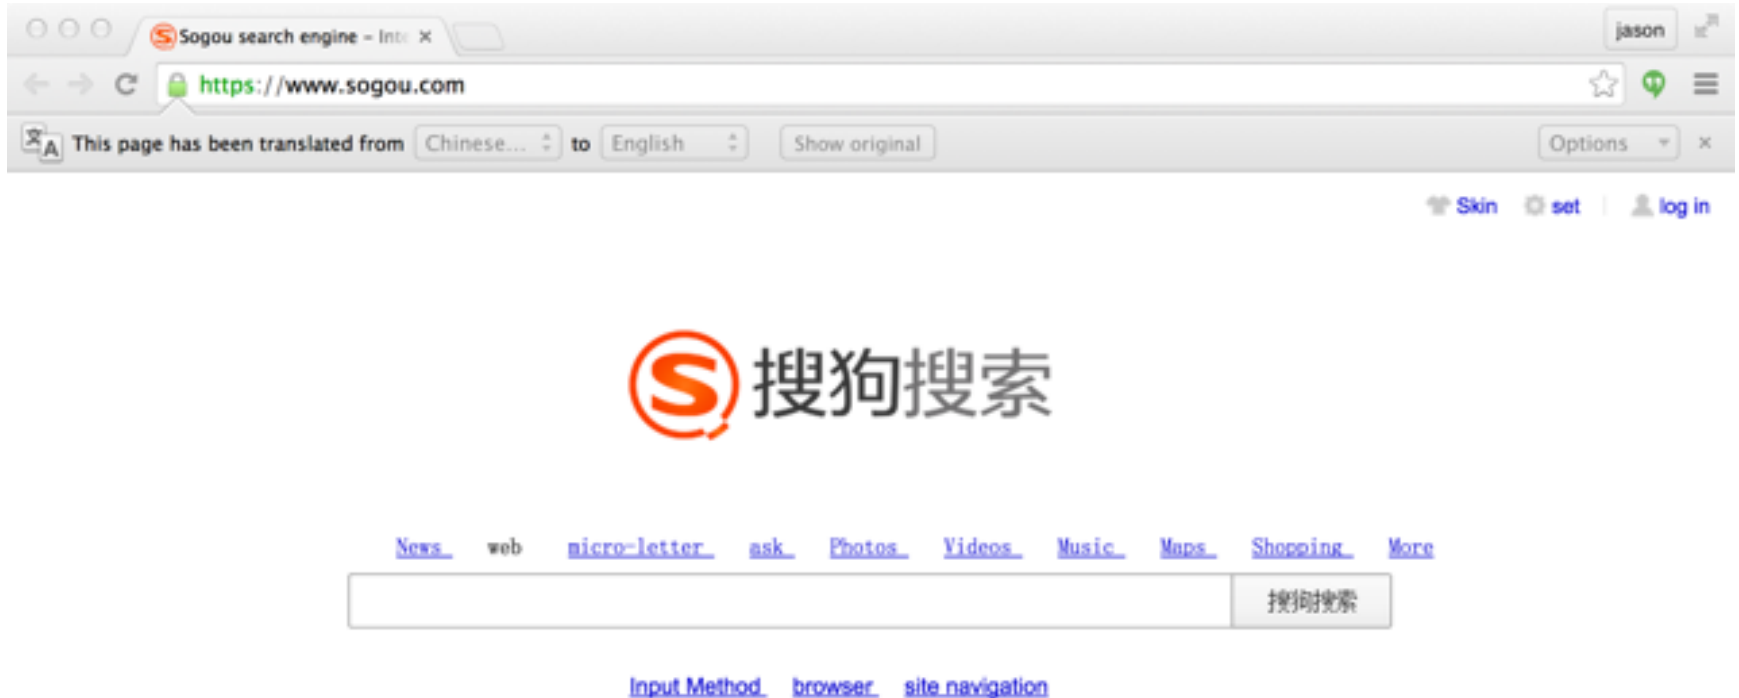 Sogou search engine – Inte
jason
https://www.sogou.com
This page has been translated from Chinese... to English Show original Options
Skin set log in
搜狗搜索
News web micro-letter ask Photos Videos Music Maps Shopping More
搜狗搜索
Input Method browser site navigation